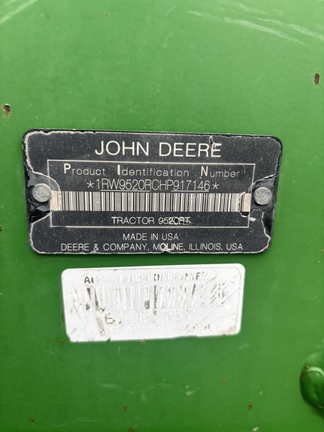 JOHN DEERE
Product Identification Number
*1RW9520RCHP917146*
TRACTOR 9520RT
MADE IN USA
DEERE & COMPANY, MOLINE, ILLINOIS, USA